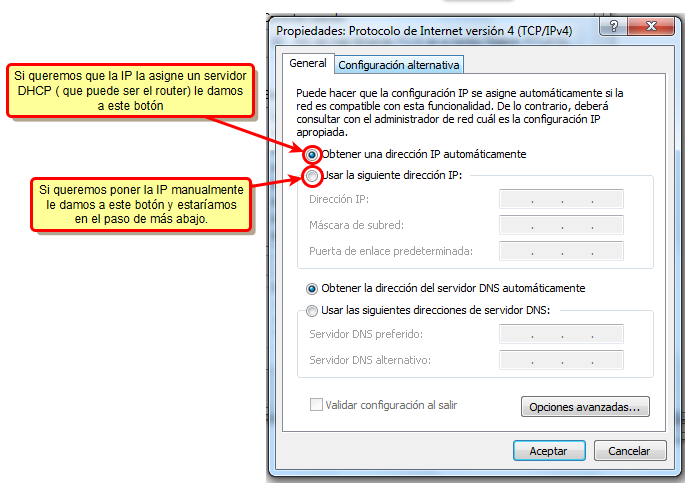 Propiedades: Protocolo de Internet versión 4 (TCP/IPv4)
General
Configuración alternativa
Si queremos que la IP la asigne un servidor
DHCP ( que puede ser el router) le damos
a este botón
Puede hacer que la configuración IP se asigne automáticamente si la
red es compatible con esta funcionalidad. De lo contrario, deberá
consultar con el administrador de red cuál es la configuración IP
apropiada.
Obtener una dirección IP automáticamente
Usar la siguiente dirección IP:
Si queremos poner la IP manualmente
le damos a este botón y estaríamos
en el paso de más abajo.
Dirección IP:
Máscara de subred:
Puerta de enlace predeterminada:
Obtener la dirección del servidor DNS automáticamente
Usar las siguientes direcciones de servidor DNS:
Servidor DNS preferido:
Servidor DNS alternativo:
Validar configuración al salir
Opciones avanzadas...
Aceptar
Cancelar